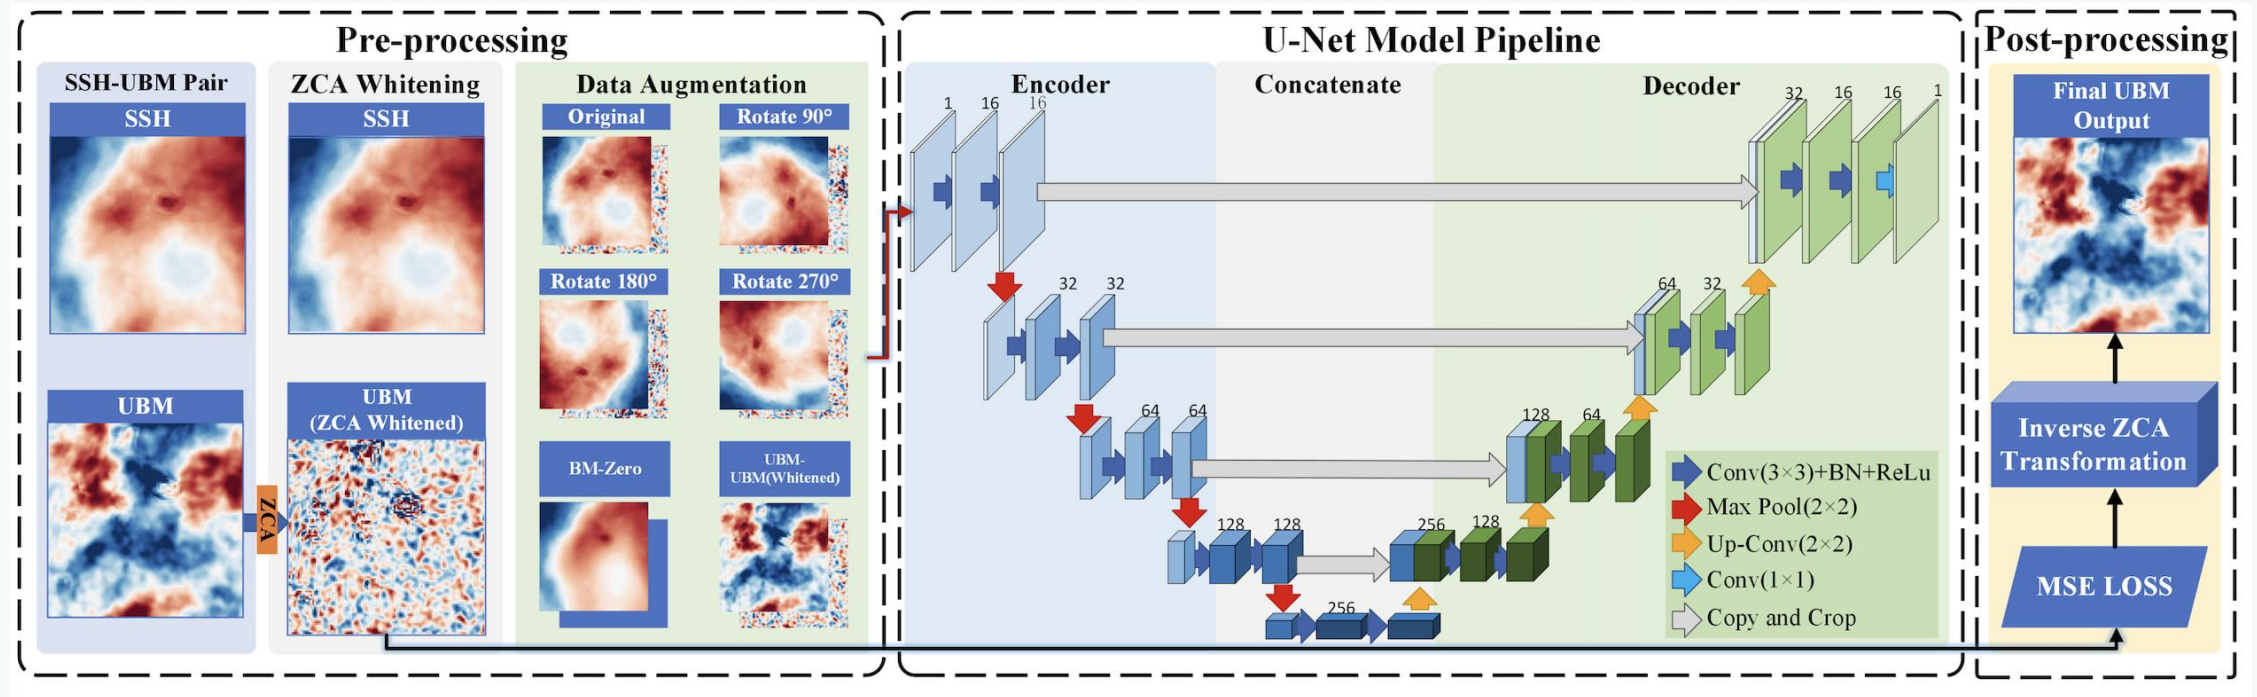 Pre-processing
SSH-UBM Pair
SSH
UBM
ZCA
ZCA Whitening
SSH
UBM
(ZCA Whitened)
Data Augmentation
Original
Rotate 90°
Rotate 180°
Rotate 270°
BM-Zero
UBM-
UBM(Whitened)
U-Net Model Pipeline
Encoder
Concatenate
Decoder
1 16 16
32 16 16 1
32 32
64 32
64 64
128 64
128 128
256 128
256
Conv(3×3)+BN+ReLu
Max Pool(2×2)
Up-Conv(2×2)
Conv(1×1)
Copy and Crop
Post-processing
Final UBM
Output
Inverse ZCA
Transformation
MSE LOSS